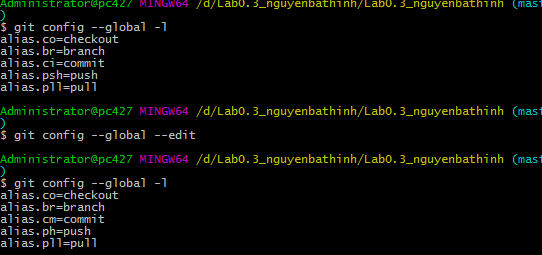 Administrator@pc427 MINGW64 /d/Lab0.3_nguyenbathinh/Lab0.3_nguyenbathinh (mast
)
$ git config --global -l
alias.co=checkout
alias.br=branch
alias.ci=commit
alias.psh=push
alias.pll=pull
Administrator@pc427 MINGW64 /d/Lab0.3_nguyenbathinh/Lab0.3_nguyenbathinh (mast
)
$ git config --global --edit
Administrator@pc427 MINGW64 /d/Lab0.3_nguyenbathinh/Lab0.3_nguyenbathinh (mast
)
$ git config --global -l
alias.co=checkout
alias.br=branch
alias.cm=commit
alias.ph=push
alias.pll=pull